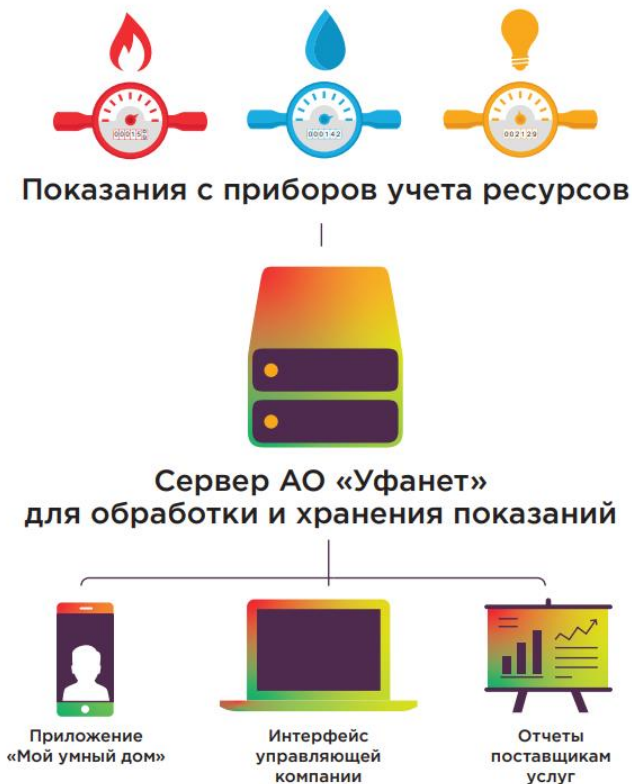 000142
002129
Показания с приборов учета ресурсов
Сервер АО «Уфанет»
для обработки и хранения показаний
Приложение
«Мой умный дом»
Интерфейс
управляющей
компании
Отчеты
поставщикам
услуг